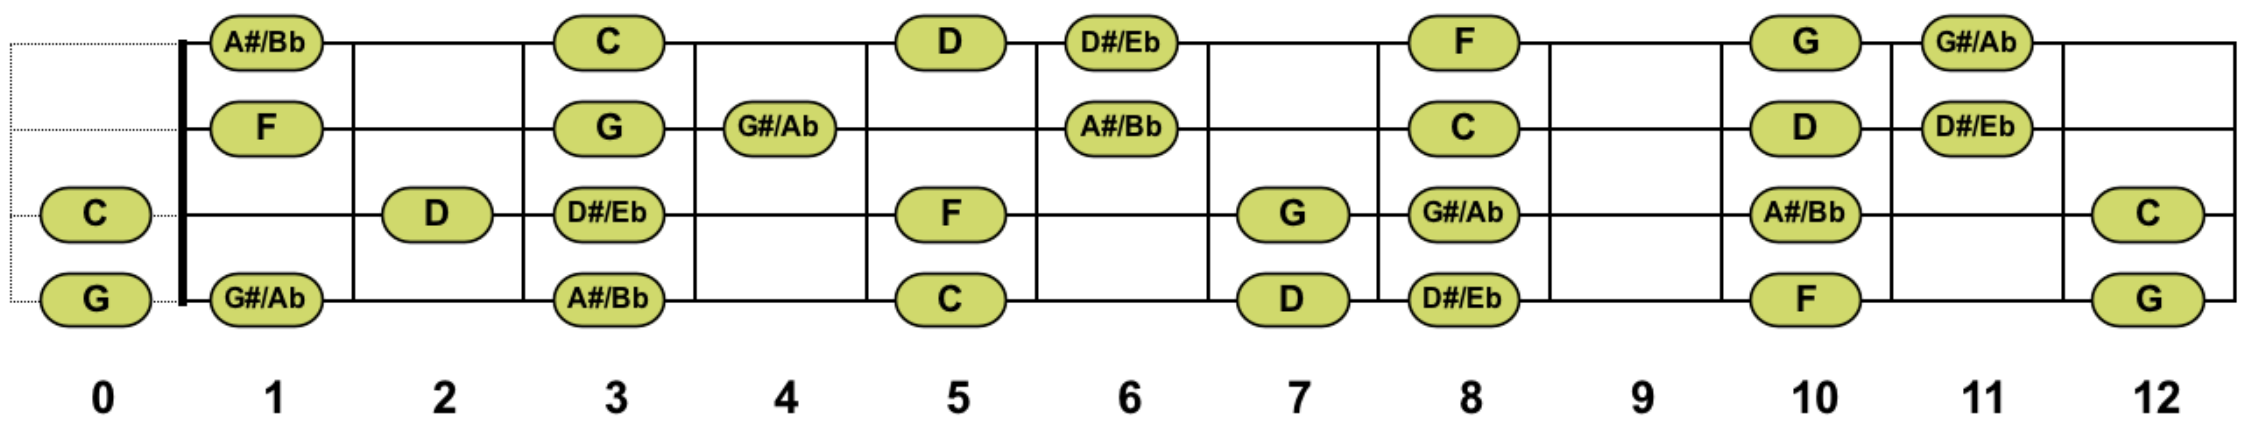 A#/Bb C D D#/Eb F G G#/Ab
F G G#/Ab A#/Bb C D D#/Eb
C D D#/Eb F G G#/Ab A#/Bb C
G G#/Ab A#/Bb C D D#/Eb F G
0 1 2 3 4 5 6 7 8 9 10 11 12